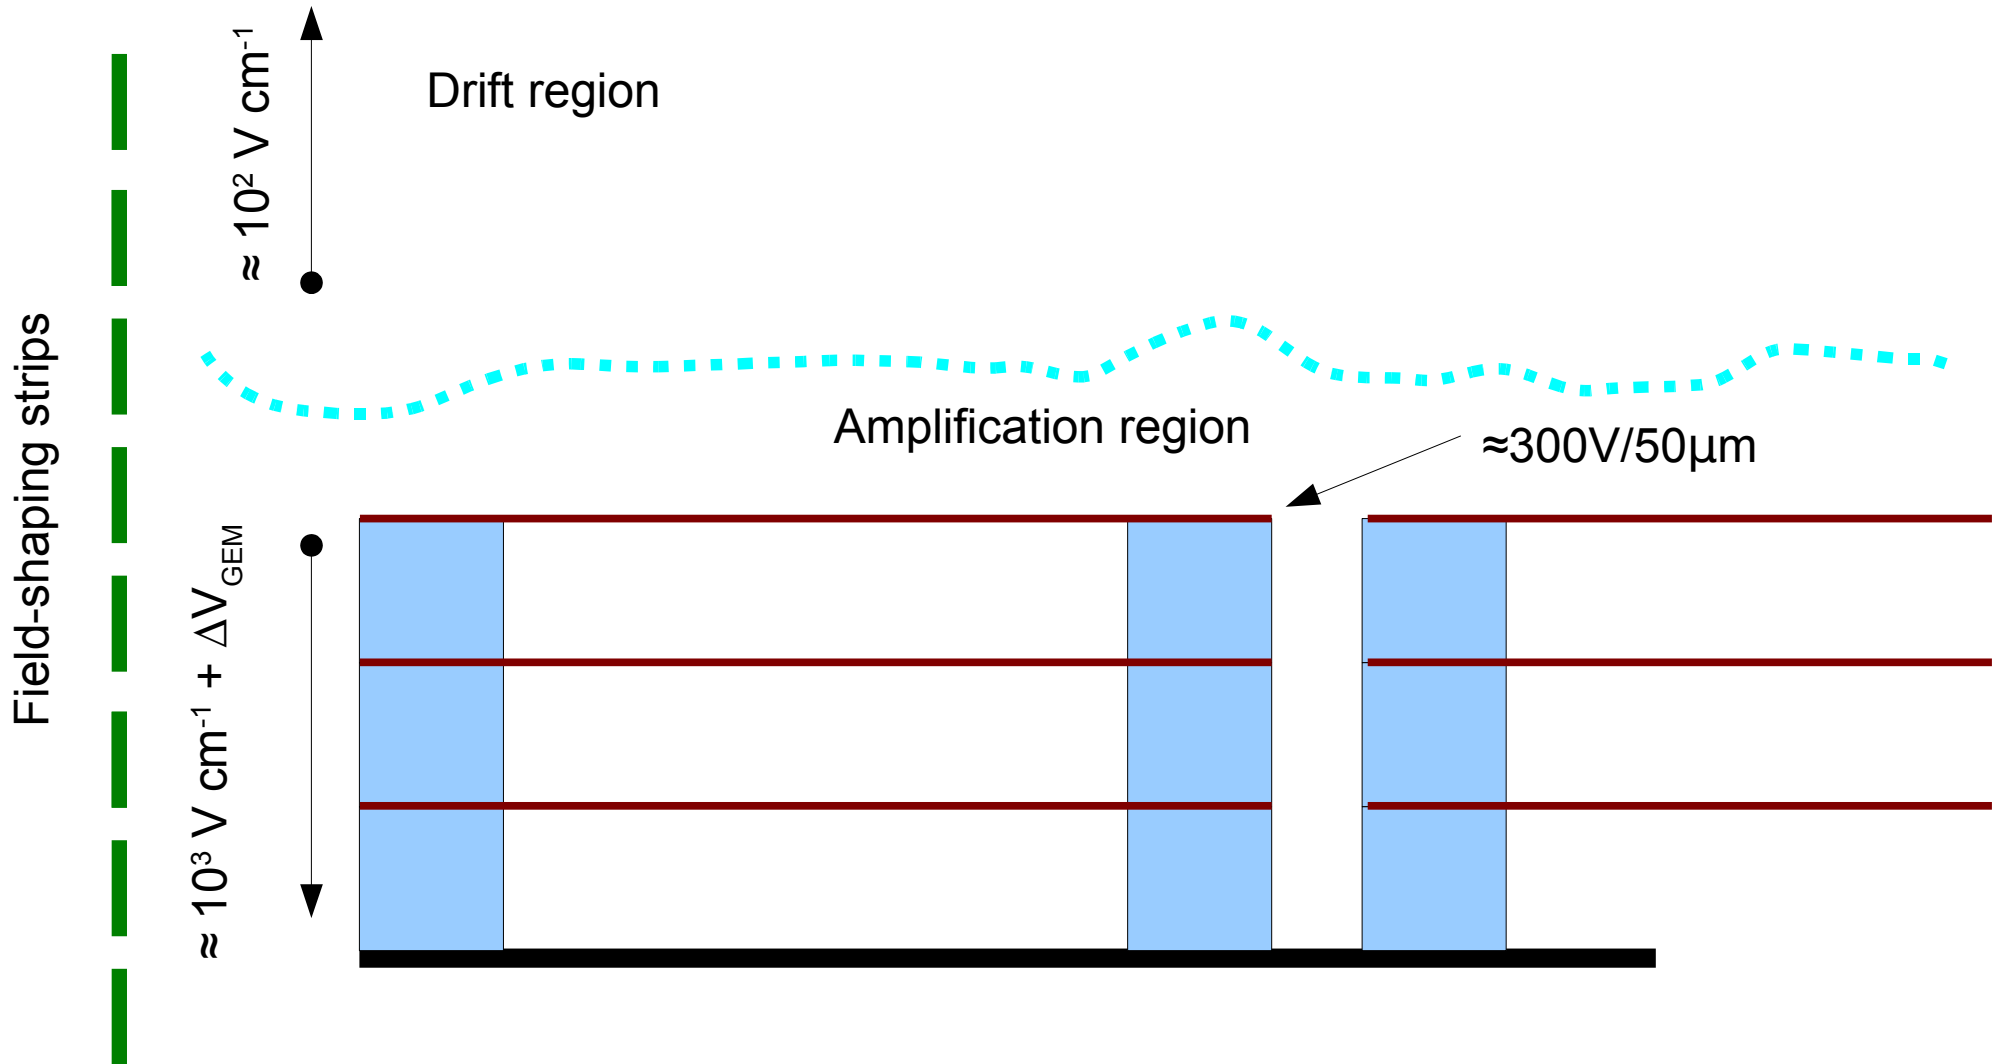 ≈ 10² V cm⁻¹
Drift region
Field-shaping strips
Amplification region
≈300V/50µm
≈ 10³ V cm⁻¹ + ΔV_GEM